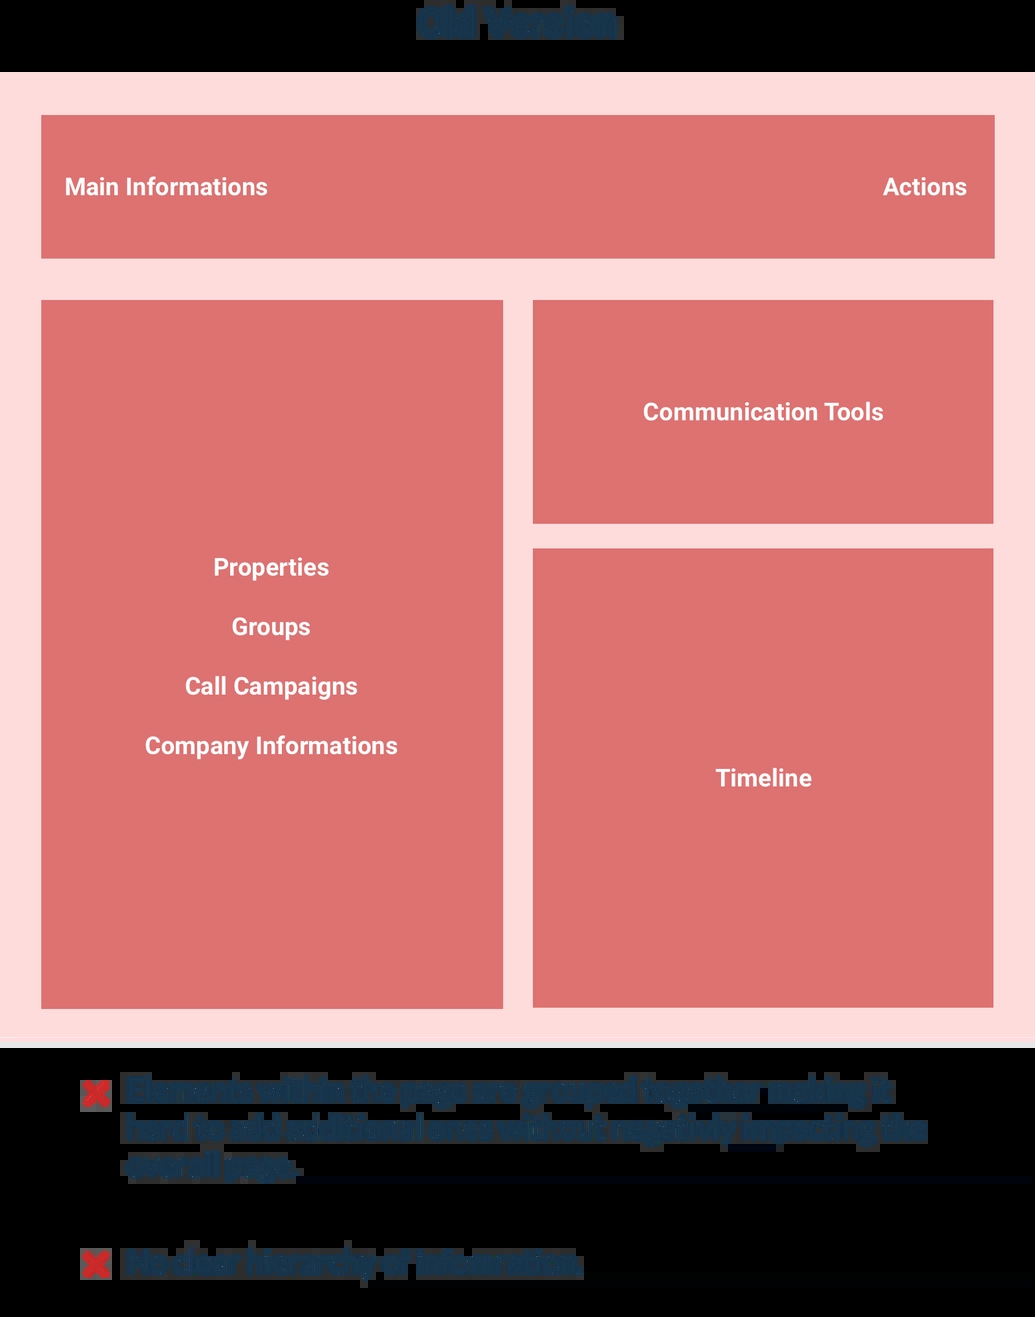 Old Version
Main Informations
Actions
Communication Tools
Properties
Groups
Call Campaigns
Company Informations
Timeline
Elements within the page are grouped together making it
hard to add additional ones without negatively impacting the
overall page.
No clear hierarchy of information.